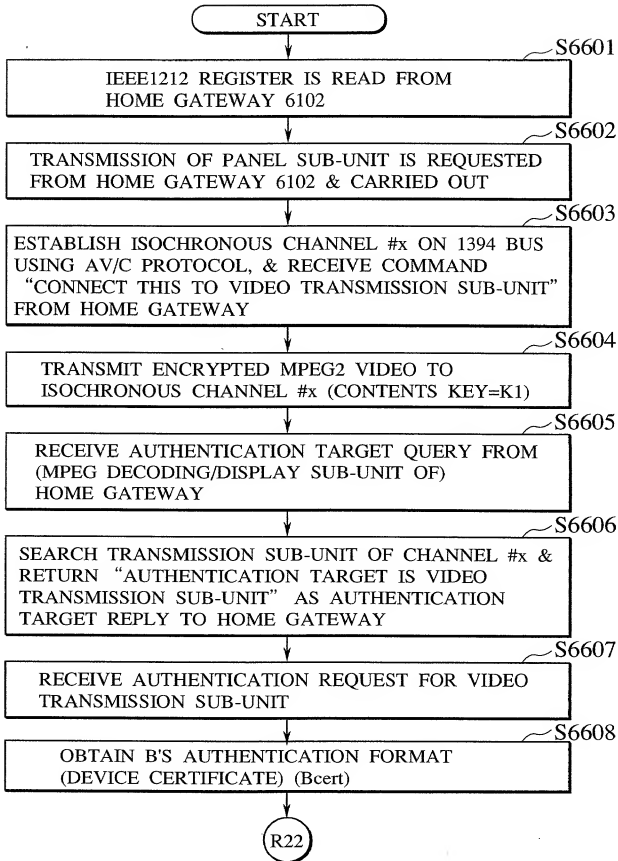 START
S6601
IEEE1212 REGISTER IS READ FROM
HOME GATEWAY 6102
S6602
TRANSMISSION OF PANEL SUB-UNIT IS REQUESTED
FROM HOME GATEWAY 6102 & CARRIED OUT
S6603
ESTABLISH ISOCHRONOUS CHANNEL #x ON 1394 BUS
USING AV/C PROTOCOL, & RECEIVE COMMAND
“CONNECT THIS TO VIDEO TRANSMISSION SUB-UNIT”
FROM HOME GATEWAY
S6604
TRANSMIT ENCRYPTED MPEG2 VIDEO TO
ISOCHRONOUS CHANNEL #x (CONTENTS KEY=K1)
S6605
RECEIVE AUTHENTICATION TARGET QUERY FROM
(MPEG DECODING/DISPLAY SUB-UNIT OF)
HOME GATEWAY
S6606
SEARCH TRANSMISSION SUB-UNIT OF CHANNEL #x &
RETURN “AUTHENTICATION TARGET IS VIDEO
TRANSMISSION SUB-UNIT” AS AUTHENTICATION
TARGET REPLY TO HOME GATEWAY
S6607
RECEIVE AUTHENTICATION REQUEST FOR VIDEO
TRANSMISSION SUB-UNIT
S6608
OBTAIN B'S AUTHENTICATION FORMAT
(DEVICE CERTIFICATE) (Bcert)
R22